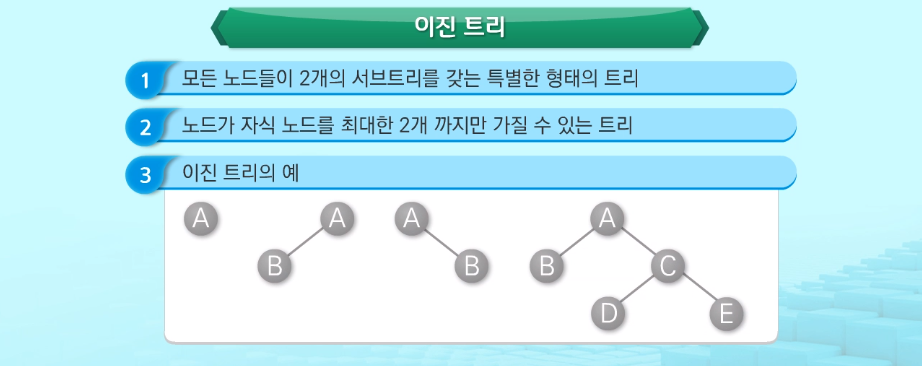 이진 트리
1 모든 노드들이 2개의 서브트리를 갖는 특별한 형태의 트리
2 노드가 자식 노드를 최대한 2개 까지만 가질 수 있는 트리
3 이진 트리의 예
A A A A
B B B C
D E